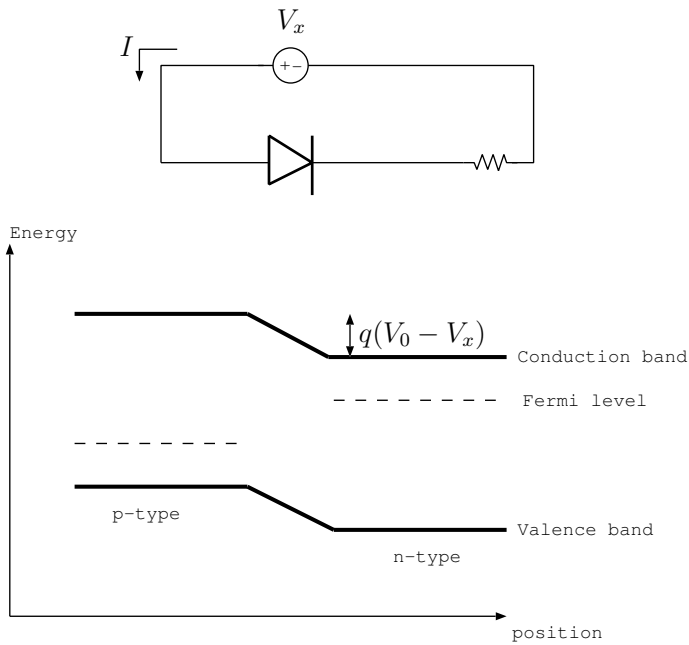 V_x
I
+−
Energy
q(V_0 − V_x)
Conduction band
Fermi level
p-type
Valence band
n-type
position